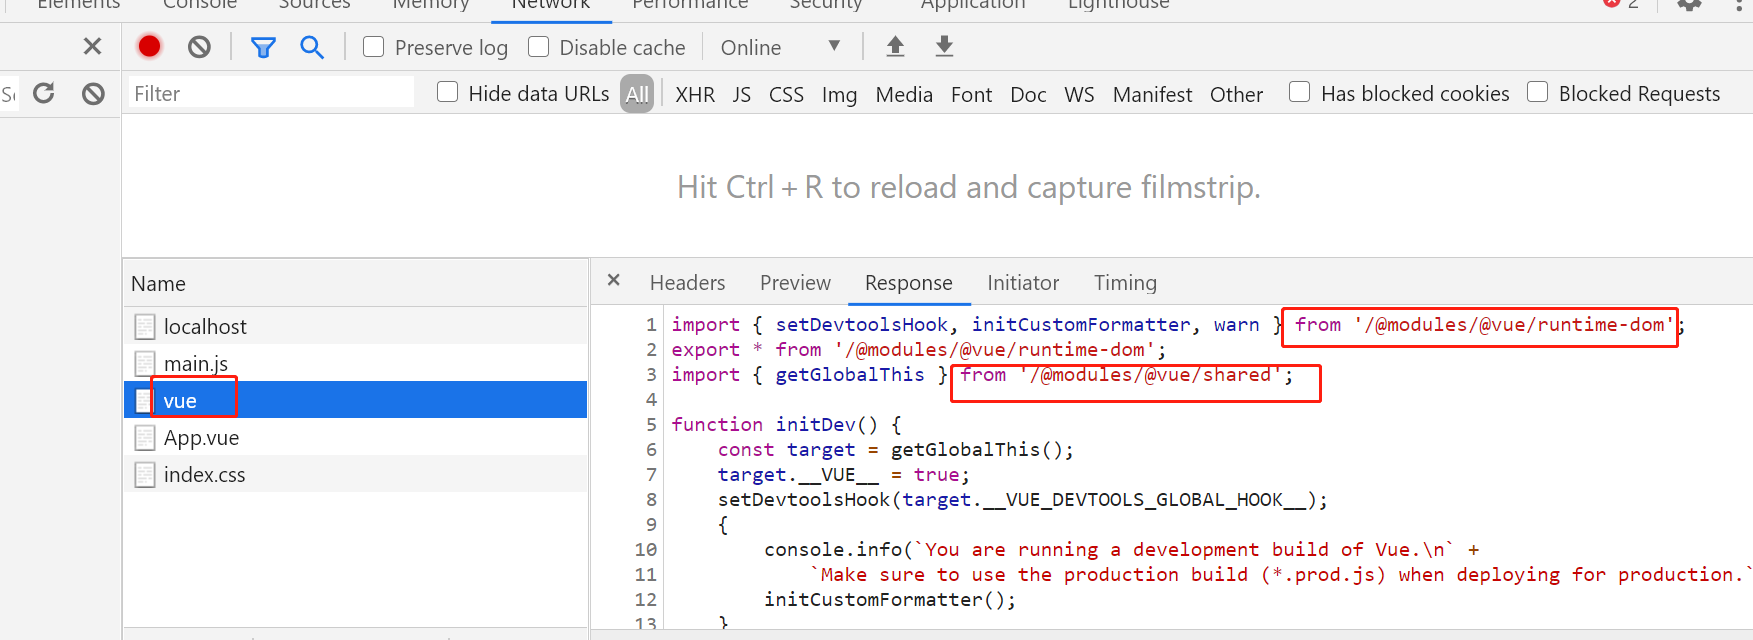 Elements Console Sources Memory Network Performance Security Application Lighthouse 2
Preserve log Disable cache Online
Filter Hide data URLs All XHR JS CSS Img Media Font Doc WS Manifest Other Has blocked cookies Blocked Requests
Hit Ctrl + R to reload and capture filmstrip.
Name
localhost
main.js
vue
App.vue
index.css
Headers Preview Response Initiator Timing
1 import { setDevtoolsHook, initCustomFormatter, warn } from '/@modules/@vue/runtime-dom';
2 export * from '/@modules/@vue/runtime-dom';
3 import { getGlobalThis } from '/@modules/@vue/shared';
4
5 function initDev() {
6 const target = getGlobalThis();
7 target.__VUE__ = true;
8 setDevtoolsHook(target.__VUE_DEVTOOLS_GLOBAL_HOOK__);
9 {
10 console.info(`You are running a development build of Vue.\n` +
11 `Make sure to use the production build (*.prod.js) when deploying for production.`
12 initCustomFormatter();
13 }